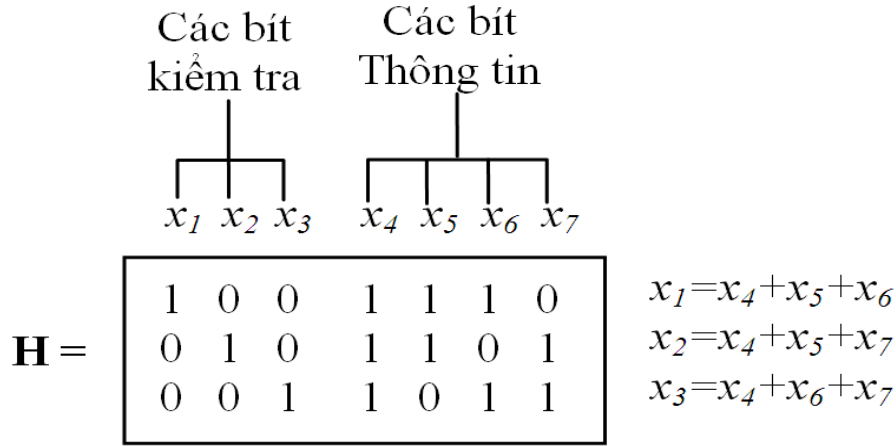 Các bít
kiểm tra
Các bít
Thông tin
x₁ x₂ x₃ x₄ x₅ x₆ x₇
H =
1 0 0 1 1 1 0
0 1 0 1 1 0 1
0 0 1 1 0 1 1
x₁=x₄+x₅+x₆
x₂=x₄+x₅+x₇
x₃=x₄+x₆+x₇